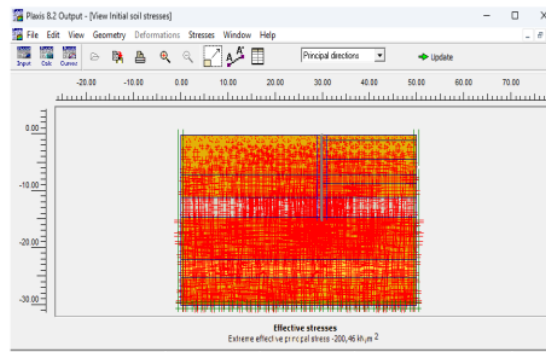 Plaxis 8.2 Output - [View Initial soil stresses]
File Edit View Geometry Deformations Stresses Window Help
Input Calc Curves Principal directions Update
-20.00 -10.00 0.00 10.00 20.00 30.00 40.00 50.00 60.00 70.00
0.00
-10.00
-20.00
-30.00
Effective stresses
Extreme effective principal stress -200,46 kN/m2